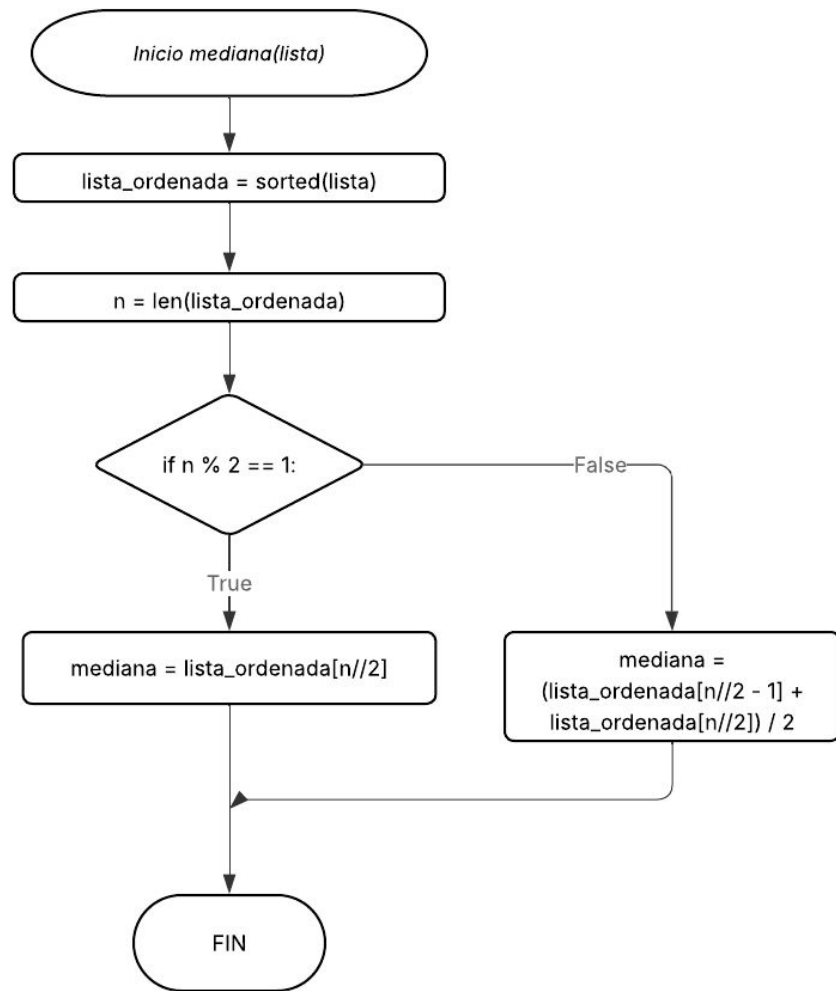 Inicio mediana(lista)
lista_ordenada = sorted(lista)
n = len(lista_ordenada)
if n % 2 == 1:
False
True
mediana = lista_ordenada[n//2]
mediana =
(lista_ordenada[n//2 - 1] +
lista_ordenada[n//2]) / 2
FIN